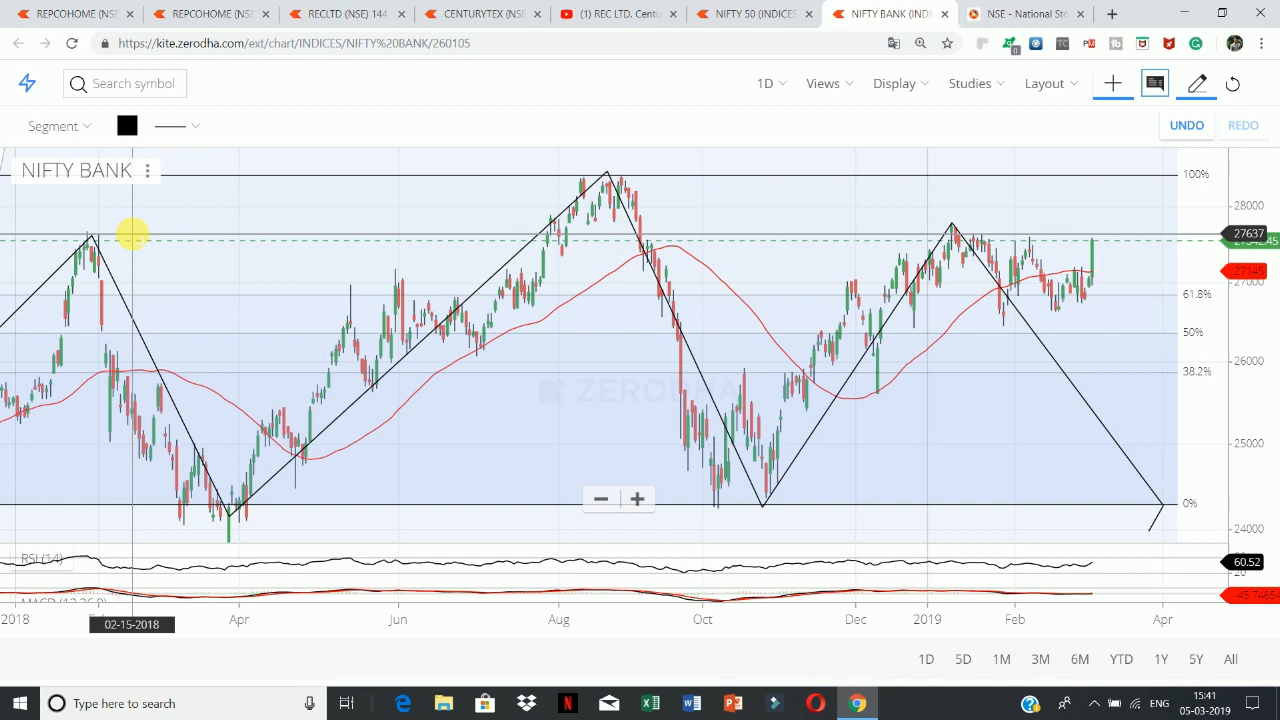 REPCOHOME (NSE
REPCOHOME (NSE
RECLTD (NSE) 144
CENTURYTEX (NSE
(1) REC LTD. Centu
NIFTY 50 (INDICES
NIFTY BANK (INDI
NSE - National Sto
https://kite.zerodha.com/ext/chart/INDICES/NIFTY%20BANK/260105
Search symbol
1D
Views
Display
Studies
Layout
Segment
UNDO
REDO
NIFTY BANK
100%
61.8%
50%
38.2%
0%
28000
27637
27145
26000
25000
24000
ZERODHA
RSI (14)
60.52
20
2018
02-15-2018
Apr
Jun
Aug
Oct
Dec
2019
Feb
Apr
1D
5D
1M
3M
6M
YTD
1Y
5Y
All
Type here to search
ENG
15:41
05-03-2019